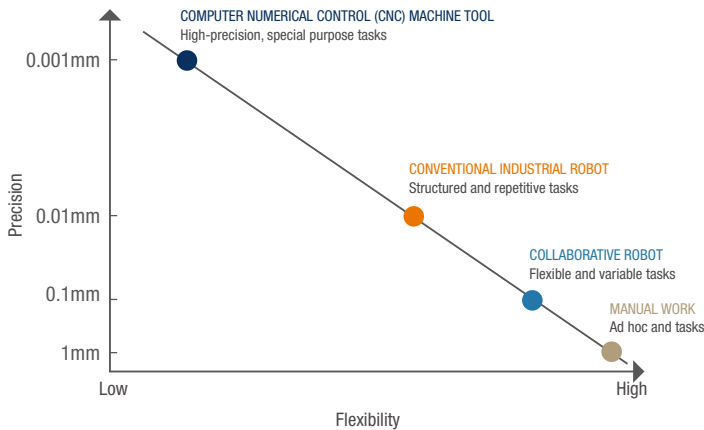 COMPUTER NUMERICAL CONTROL (CNC) MACHINE TOOL
High-precision, special purpose tasks
0.001mm
CONVENTIONAL INDUSTRIAL ROBOT
Structured and repetitive tasks
Precision
0.01mm
COLLABORATIVE ROBOT
Flexible and variable tasks
0.1mm
MANUAL WORK
Ad hoc and tasks
1mm
Low
High
Flexibility